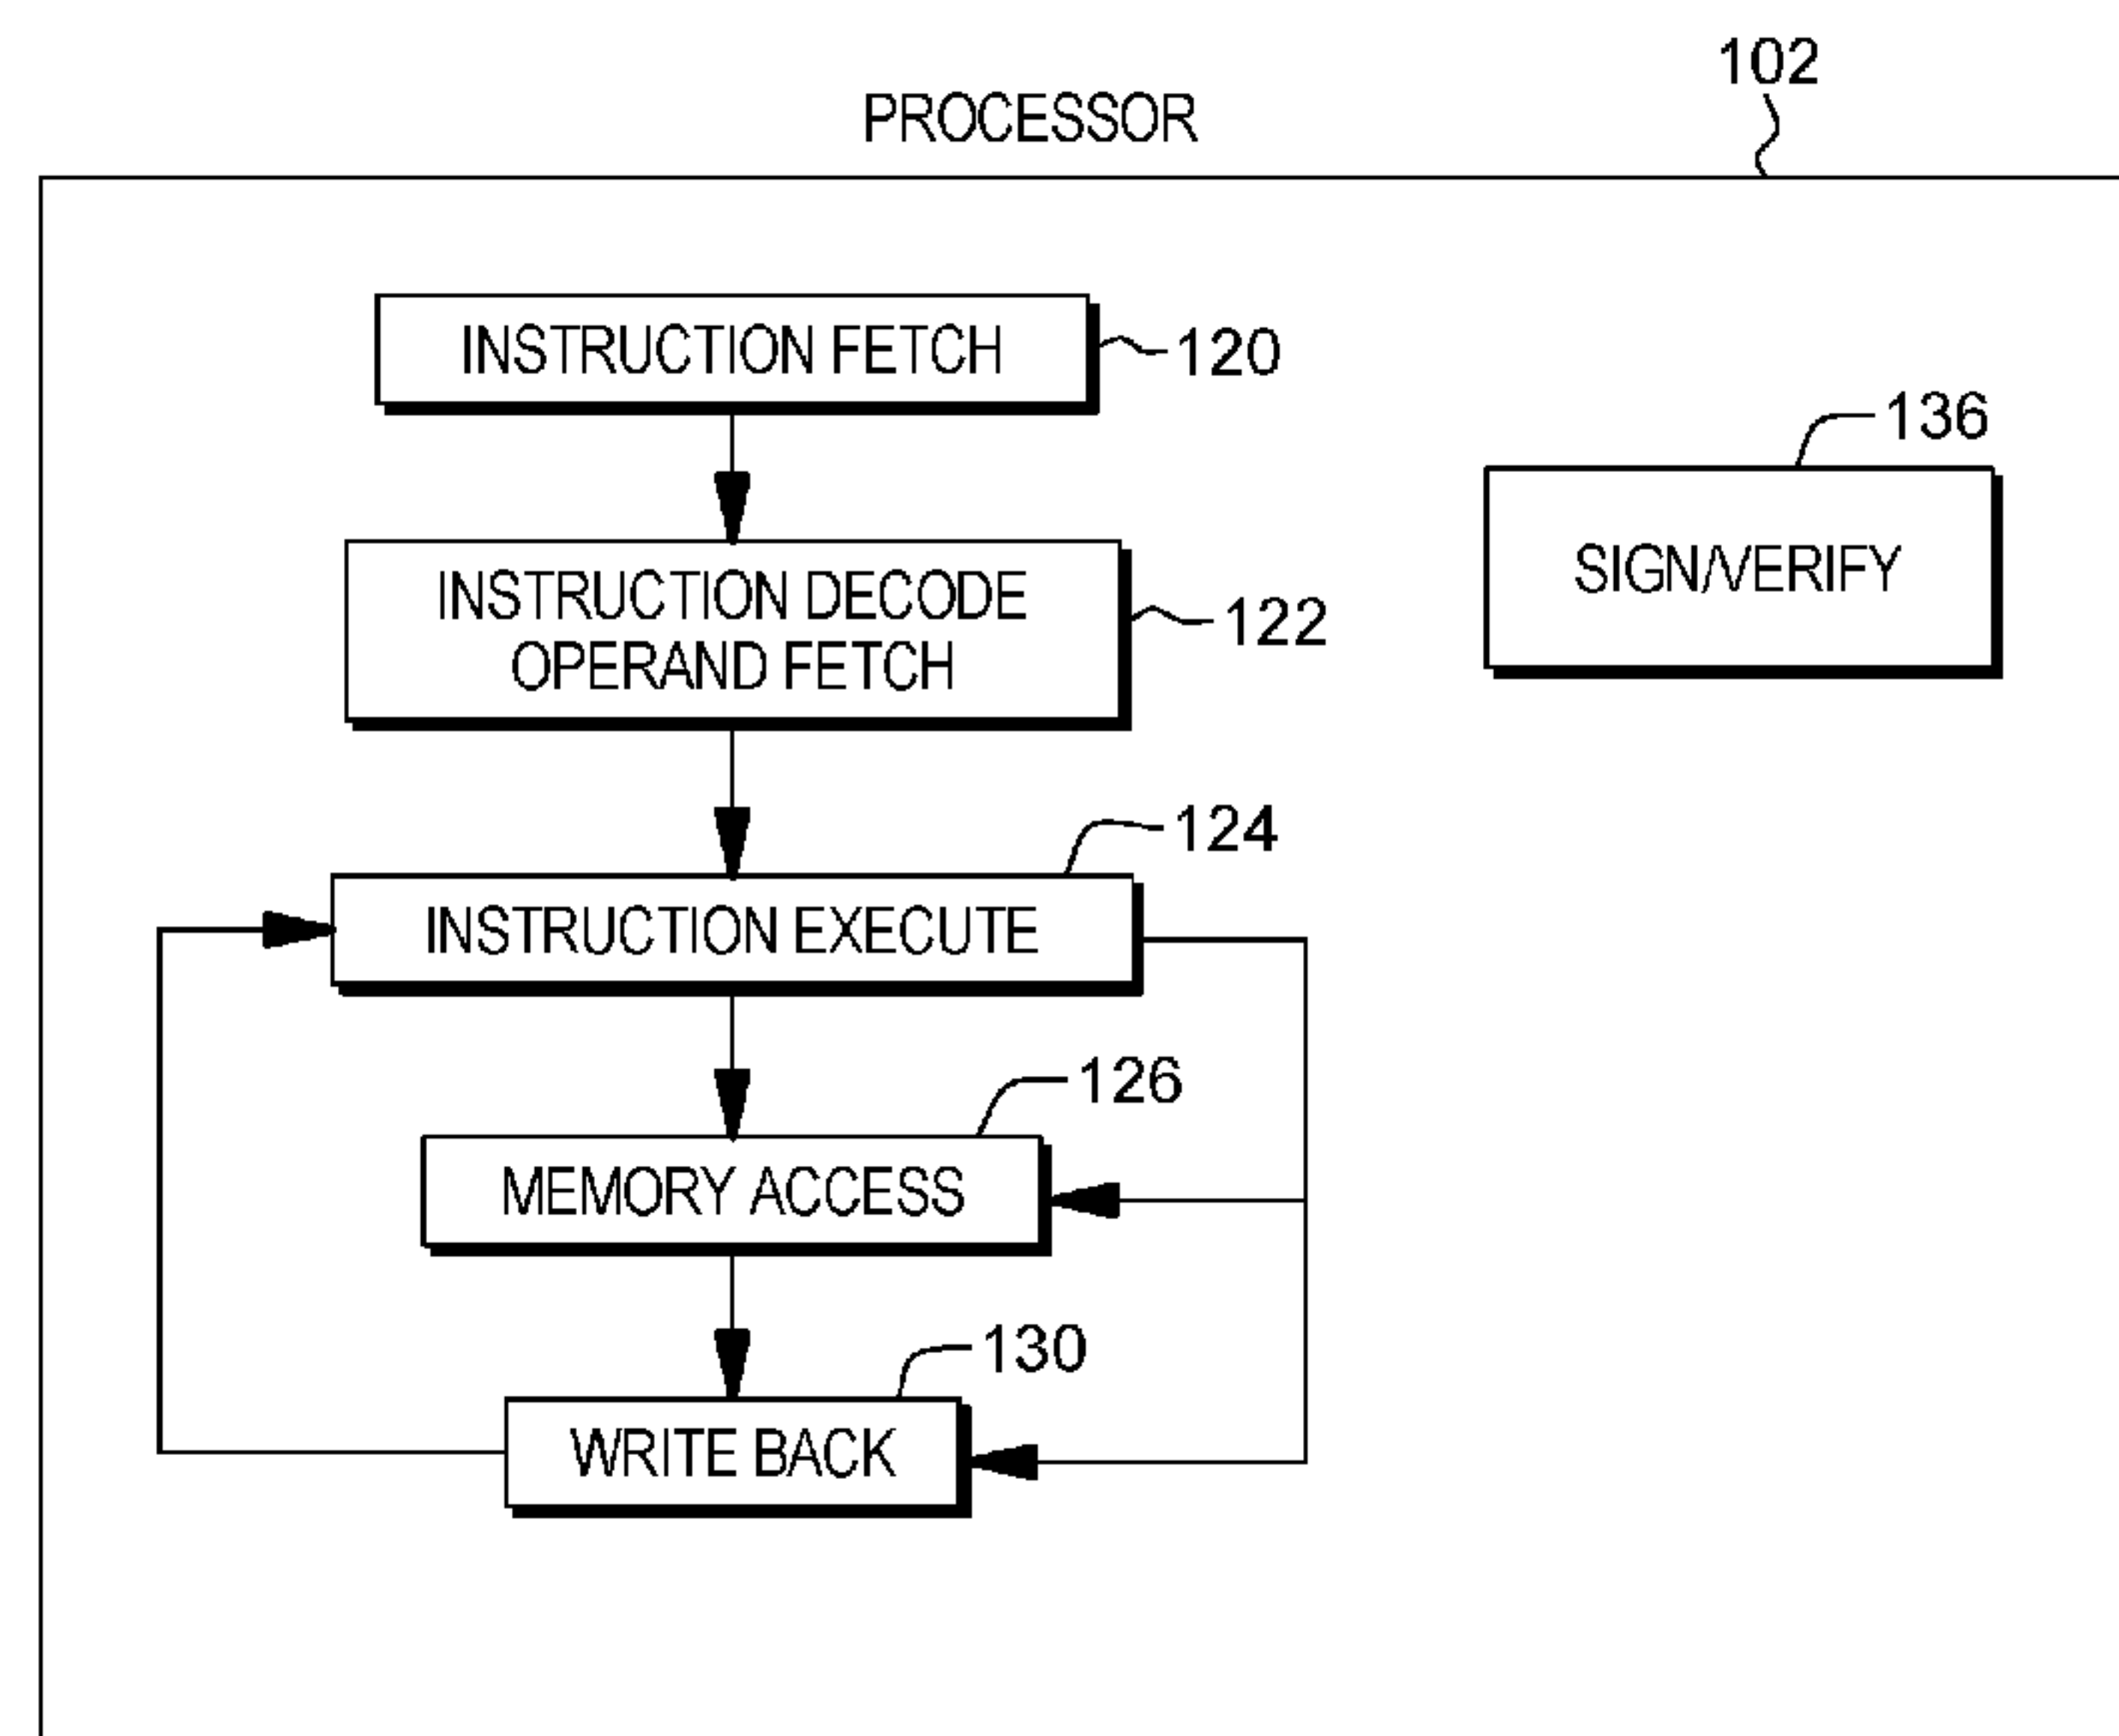 102
PROCESSOR
INSTRUCTION FETCH
120
136
SIGN/VERIFY
INSTRUCTION DECODE
OPERAND FETCH
122
124
INSTRUCTION EXECUTE
126
MEMORY ACCESS
130
WRITE BACK